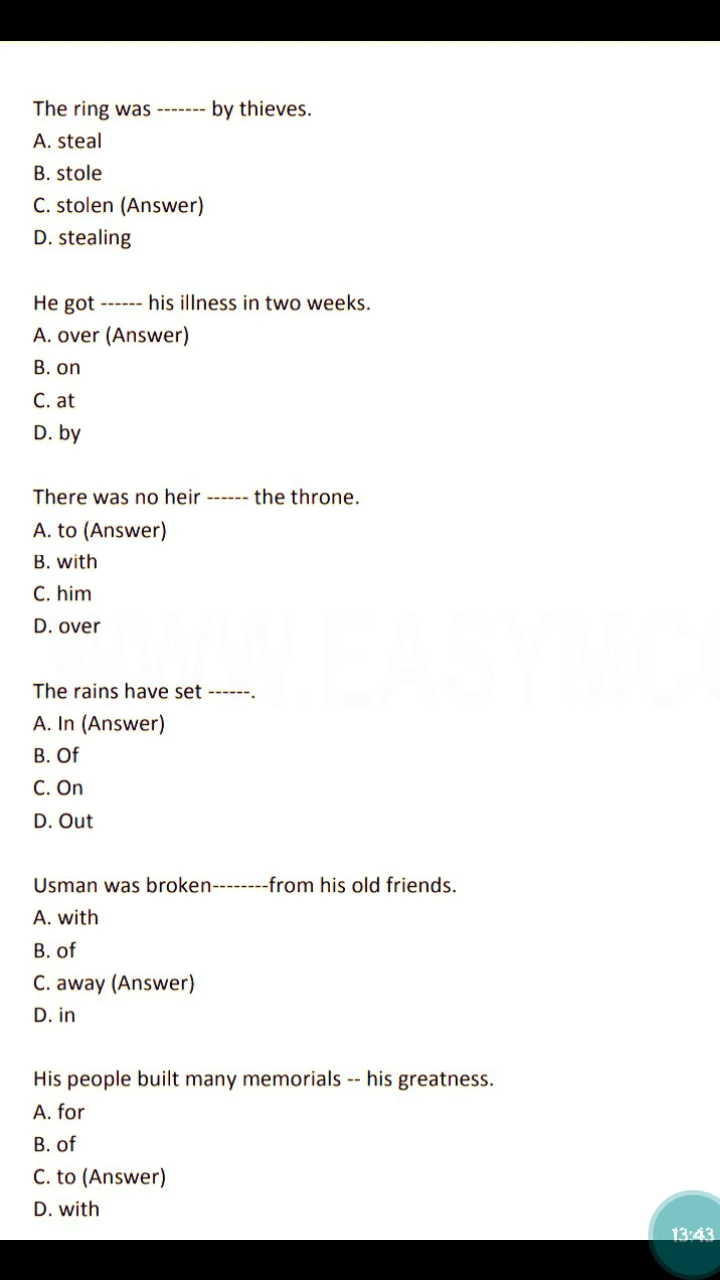 The ring was ------- by thieves.
A. steal
B. stole
C. stolen (Answer)
D. stealing
He got ------ his illness in two weeks.
A. over (Answer)
B. on
C. at
D. by
There was no heir ------ the throne.
A. to (Answer)
B. with
C. him
D. over
WWW.EASYMC
The rains have set ------.
A. In (Answer)
B. Of
C. On
D. Out
Usman was broken--------from his old friends.
A. with
B. of
C. away (Answer)
D. in
His people built many memorials -- his greatness.
A. for
B. of
C. to (Answer)
D. with
13:43